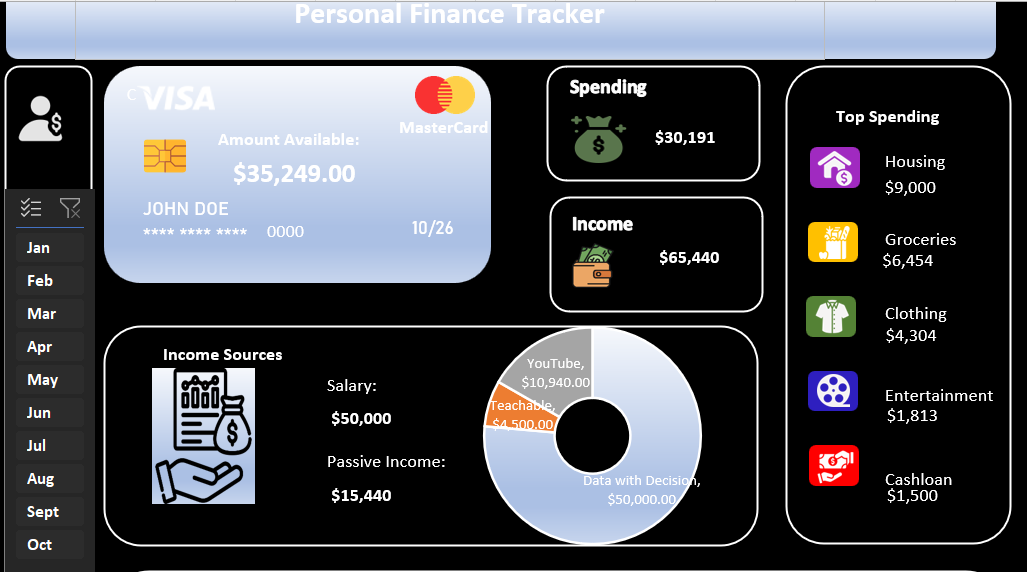 Personal Finance Tracker
C VISA
MasterCard
Amount Available:
$35,249.00
JOHN DOE
**** **** **** 0000
10/26
Spending
$30,191
Income
$65,440
Top Spending
Housing
$9,000
Groceries
$6,454
Clothing
$4,304
Entertainment
$1,813
Cashloan
$1,500
Jan
Feb
Mar
Apr
May
Jun
Jul
Aug
Sept
Oct
Income Sources
Salary:
$50,000
Passive Income:
$15,440
YouTube,
$10,940.00
Teachable,
$4,500.00
Data with Decision,
$50,000.00